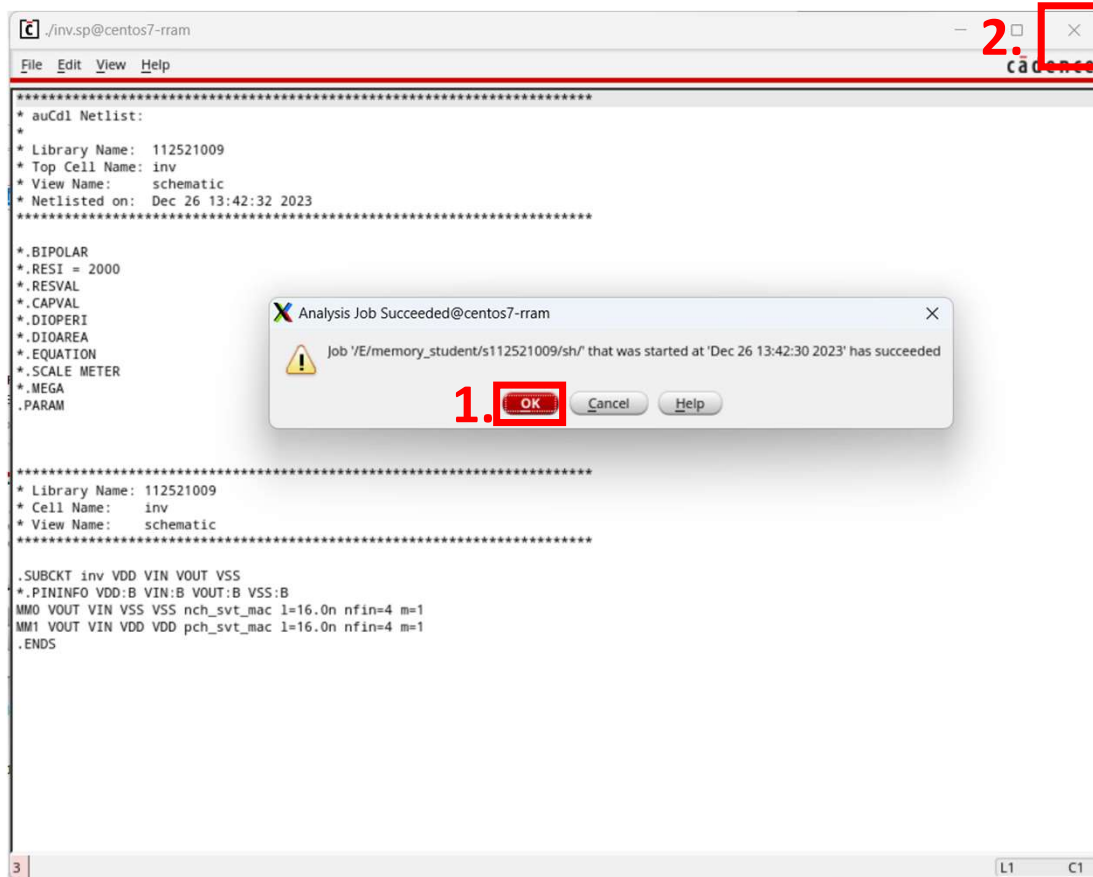 ./inv.sp@centos7-rram
2.
File Edit View Help
cādence
*************************************************************************
* auCdl Netlist:
*
* Library Name:  112521009
* Top Cell Name: inv
* View Name:     schematic
* Netlisted on:  Dec 26 13:42:32 2023
*************************************************************************
*.BIPOLAR
*.RESI = 2000
*.RESVAL
*.CAPVAL
*.DIOPERI
*.DIOAREA
*.EQUATION
*.SCALE METER
*.MEGA
.PARAM
Analysis Job Succeeded@centos7-rram
Job '/E/memory_student/s112521009/sh/' that was started at 'Dec 26 13:42:30 2023' has succeeded
1.
OK Cancel Help
*************************************************************************
* Library Name: 112521009
* Cell Name:    inv
* View Name:    schematic
*************************************************************************
.SUBCKT inv VDD VIN VOUT VSS
*.PININFO VDD:B VIN:B VOUT:B VSS:B
MM0 VOUT VIN VSS VSS nch_svt_mac l=16.0n nfin=4 m=1
MM1 VOUT VIN VDD VDD pch_svt_mac l=16.0n nfin=4 m=1
.ENDS
3
L1 C1